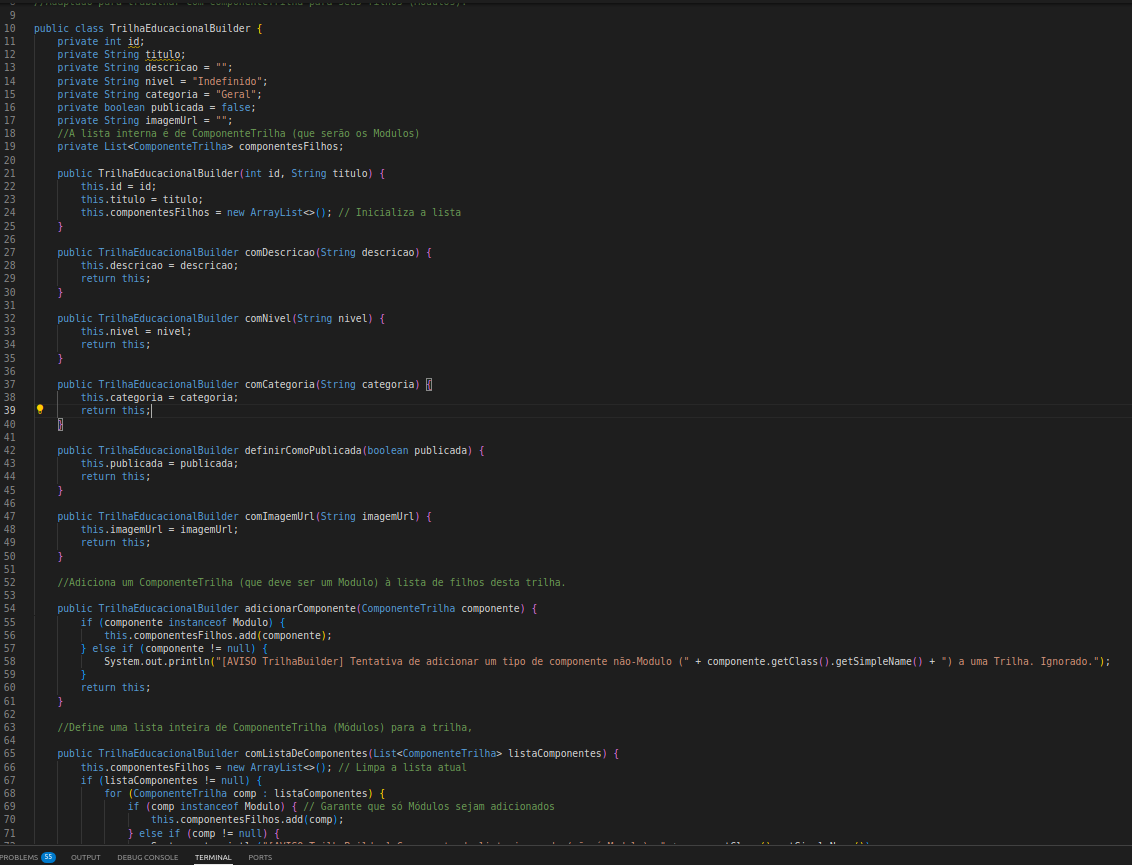 9
10 public class TrilhaEducacionalBuilder {
11 private int id;
12 private String titulo;
13 private String descricao = "";
14 private String nivel = "Indefinido";
15 private String categoria = "Geral";
16 private boolean publicada = false;
17 private String imagemUrl = "";
18 //A lista interna é de ComponenteTrilha (que serão os Modulos)
19 private List<ComponenteTrilha> componentesFilhos;
20
21 public TrilhaEducacionalBuilder(int id, String titulo) {
22 this.id = id;
23 this.titulo = titulo;
24 this.componentesFilhos = new ArrayList<>(); // Inicializa a lista
25 }
26
27 public TrilhaEducacionalBuilder comDescricao(String descricao) {
28 this.descricao = descricao;
29 return this;
30 }
31
32 public TrilhaEducacionalBuilder comNivel(String nivel) {
33 this.nivel = nivel;
34 return this;
35 }
36
37 public TrilhaEducacionalBuilder comCategoria(String categoria) {
38 this.categoria = categoria;
39 return this;
40 }
41
42 public TrilhaEducacionalBuilder definirComoPublicada(boolean publicada) {
43 this.publicada = publicada;
44 return this;
45 }
46
47 public TrilhaEducacionalBuilder comImagemUrl(String imagemUrl) {
48 this.imagemUrl = imagemUrl;
49 return this;
50 }
51
52 //Adiciona um ComponenteTrilha (que deve ser um Modulo) à lista de filhos desta trilha.
53
54 public TrilhaEducacionalBuilder adicionarComponente(ComponenteTrilha componente) {
55 if (componente instanceof Modulo) {
56 this.componentesFilhos.add(componente);
57 } else if (componente != null) {
58 System.out.println("[AVISO TrilhaBuilder] Tentativa de adicionar um tipo de componente não-Modulo (" + componente.getClass().getSimpleName() + ") a uma Trilha. Ignorado.");
59 }
60 return this;
61 }
62
63 //Define uma lista inteira de ComponenteTrilha (Módulos) para a trilha,
64
65 public TrilhaEducacionalBuilder comListaDeComponentes(List<ComponenteTrilha> listaComponentes) {
66 this.componentesFilhos = new ArrayList<>(); // Limpa a lista atual
67 if (listaComponentes != null) {
68 for (ComponenteTrilha comp : listaComponentes) {
69 if (comp instanceof Modulo) { // Garante que só Módulos sejam adicionados
70 this.componentesFilhos.add(comp);
71 } else if (comp != null) {
PROBLEMS 55 OUTPUT DEBUG CONSOLE TERMINAL PORTS